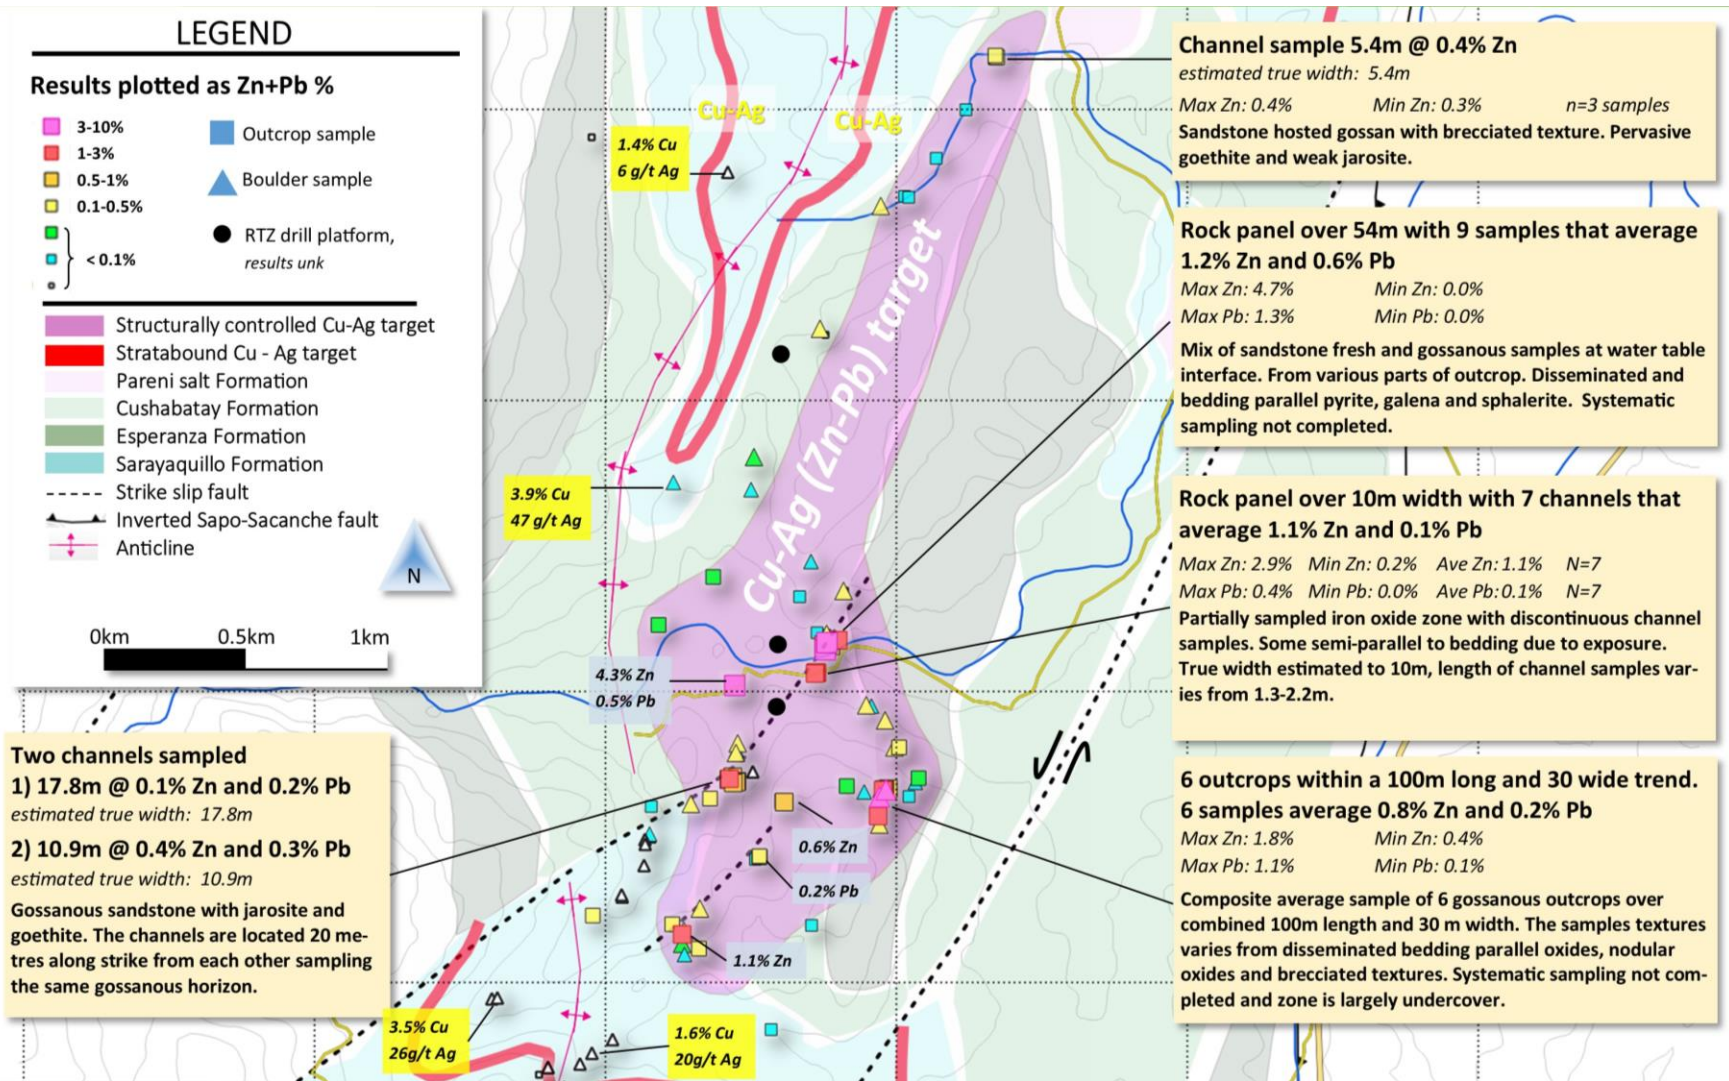 LEGEND
Results plotted as Zn+Pb %
3-10%
1-3%
0.5-1%
0.1-0.5%
< 0.1%
Outcrop sample
Boulder sample
RTZ drill platform,
results unk
Structurally controlled Cu-Ag target
Stratabound Cu - Ag target
Pareni salt Formation
Cushabatay Formation
Esperanza Formation
Sarayaquillo Formation
Strike slip fault
Inverted Sapo-Sacanche fault
Anticline
N
0km 0.5km 1km
Cu-Ag
Cu-Ag
1.4% Cu
6 g/t Ag
Cu-Ag (Zn-Pb) target
3.9% Cu
47 g/t Ag
4.3% Zn
0.5% Pb
0.6% Zn
0.2% Pb
1.1% Zn
3.5% Cu
26g/t Ag
1.6% Cu
20g/t Ag
Two channels sampled
1) 17.8m @ 0.1% Zn and 0.2% Pb
estimated true width: 17.8m
2) 10.9m @ 0.4% Zn and 0.3% Pb
estimated true width: 10.9m
Gossanous sandstone with jarosite and
goethite. The channels are located 20 me-
tres along strike from each other sampling
the same gossanous horizon.
Channel sample 5.4m @ 0.4% Zn
estimated true width: 5.4m
Max Zn: 0.4% Min Zn: 0.3% n=3 samples
Sandstone hosted gossan with brecciated texture. Pervasive
goethite and weak jarosite.
Rock panel over 54m with 9 samples that average
1.2% Zn and 0.6% Pb
Max Zn: 4.7% Min Zn: 0.0%
Max Pb: 1.3% Min Pb: 0.0%
Mix of sandstone fresh and gossanous samples at water table
interface. From various parts of outcrop. Disseminated and
bedding parallel pyrite, galena and sphalerite. Systematic
sampling not completed.
Rock panel over 10m width with 7 channels that
average 1.1% Zn and 0.1% Pb
Max Zn: 2.9% Min Zn: 0.2% Ave Zn: 1.1% N=7
Max Pb: 0.4% Min Pb: 0.0% Ave Pb: 0.1% N=7
Partially sampled iron oxide zone with discontinuous channel
samples. Some semi-parallel to bedding due to exposure.
True width estimated to 10m, length of channel samples var-
ies from 1.3-2.2m.
6 outcrops within a 100m long and 30 wide trend.
6 samples average 0.8% Zn and 0.2% Pb
Max Zn: 1.8% Min Zn: 0.4%
Max Pb: 1.1% Min Pb: 0.1%
Composite average sample of 6 gossanous outcrops over
combined 100m length and 30 m width. The samples textures
varies from disseminated bedding parallel oxides, nodular
oxides and brecciated textures. Systematic sampling not com-
pleted and zone is largely undercover.